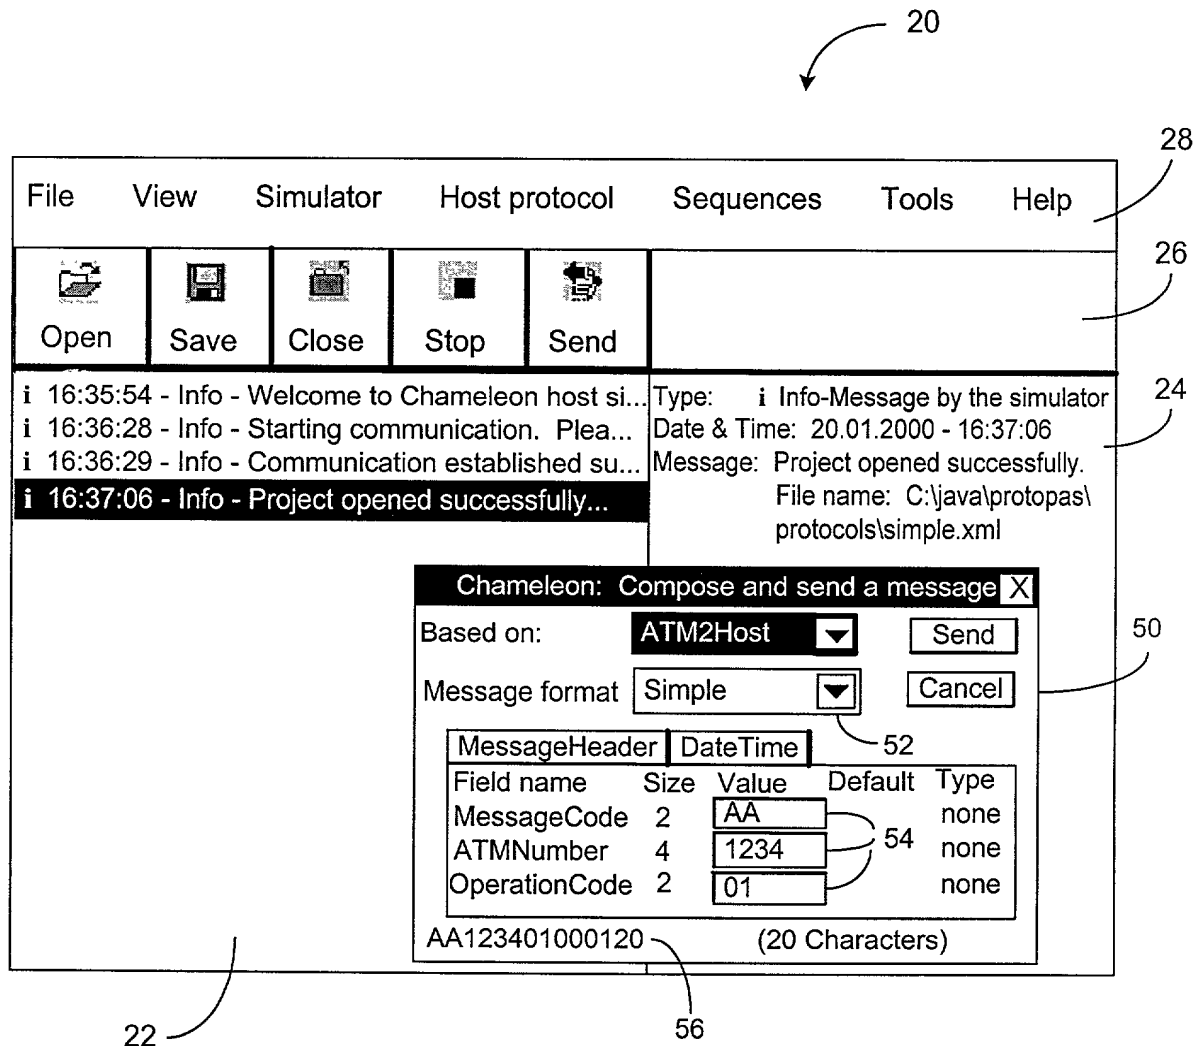 20
28
File View Simulator Host protocol Sequences Tools Help
26
Open Save Close Stop Send
i 16:35:54 - Info - Welcome to Chameleon host si...
i 16:36:28 - Info - Starting communication. Plea...
i 16:36:29 - Info - Communication established su...
i 16:37:06 - Info - Project opened successfully...
Type: i Info-Message by the simulator
24
Date & Time: 20.01.2000 - 16:37:06
Message: Project opened successfully.
File name: C:\java\protopas\
protocols\simple.xml
Chameleon: Compose and send a message X
Based on: ATM2Host Send
50
Message format Simple Cancel
52
MessageHeader DateTime
Field name Size Value Default Type
MessageCode 2 AA none
ATMNumber 4 1234 54 none
OperationCode 2 01 none
AA123401000120 (20 Characters)
22
56